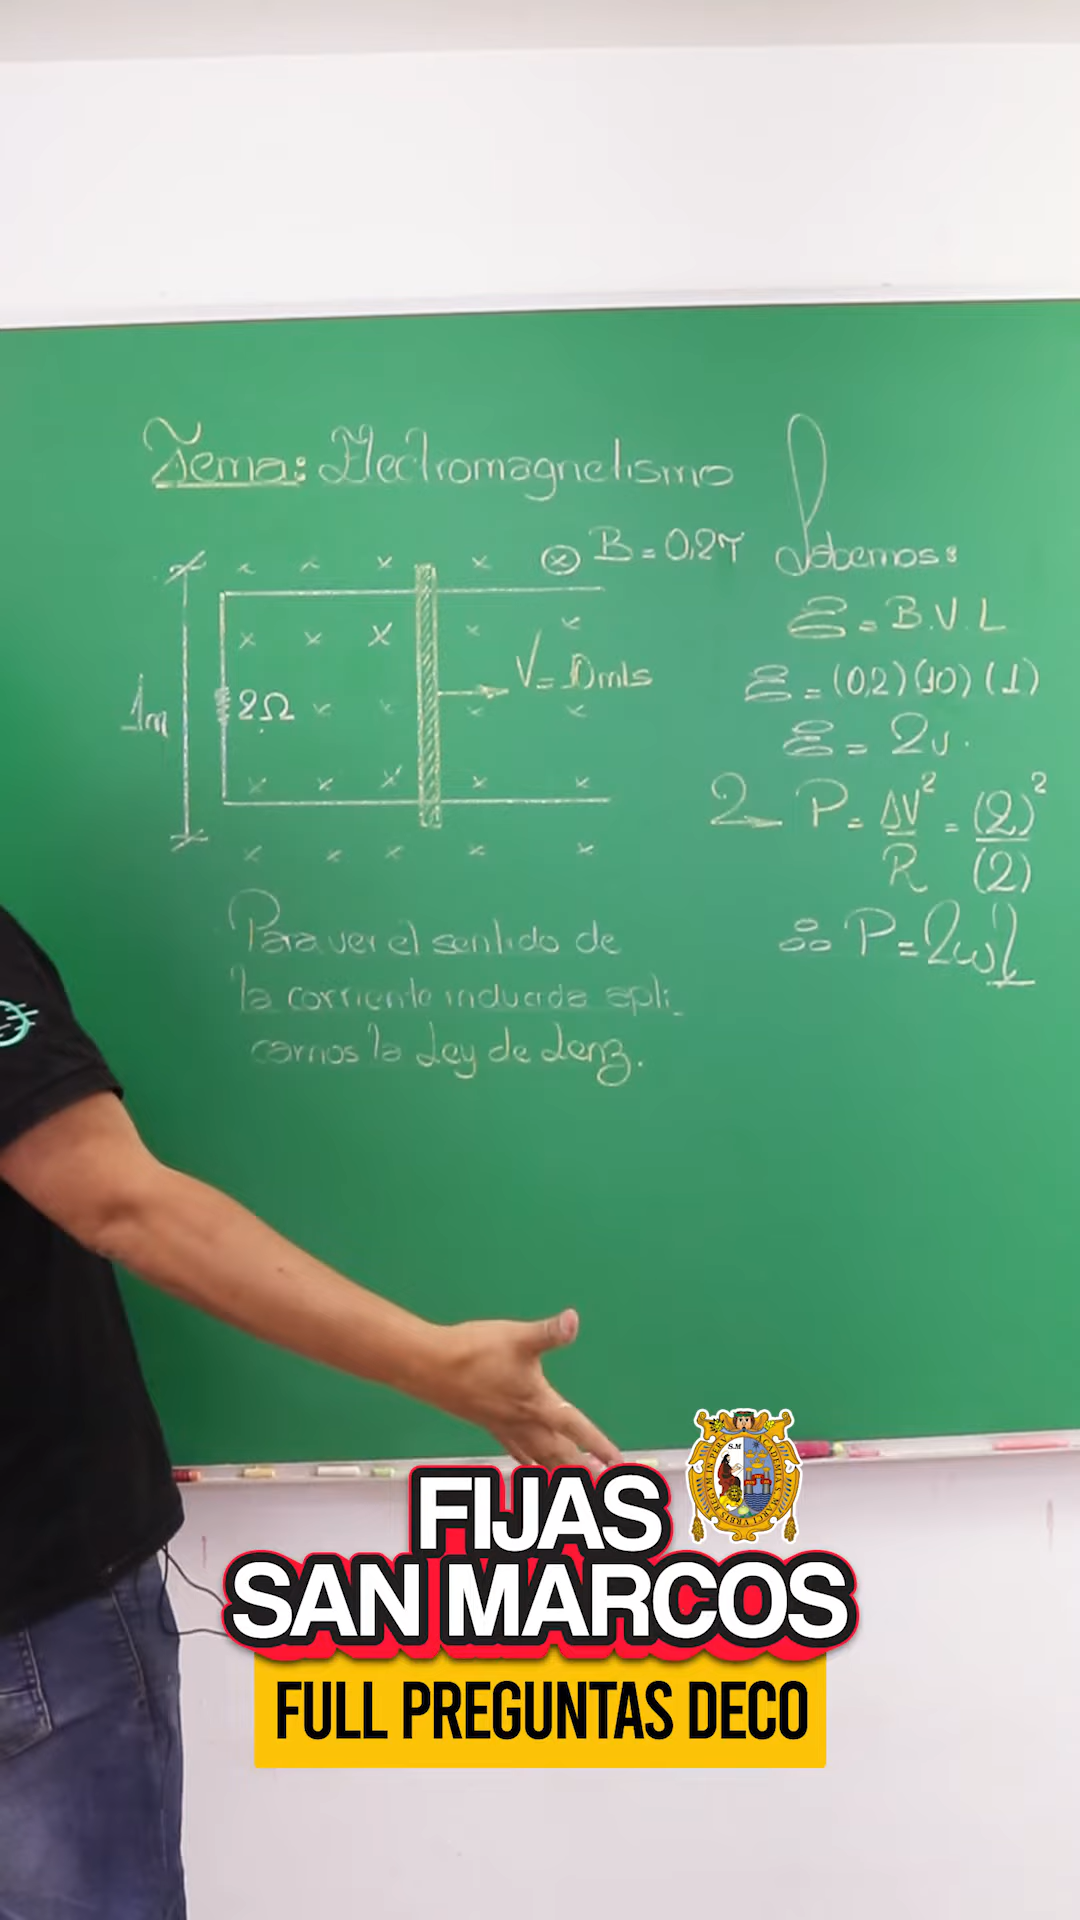 Tema: Electromagnetismo
B = 0,2T
1m
2Ω
V = 10m/s
Sabemos:
Ɛ = B.V.L
Ɛ = (0,2)(10)(1)
Ɛ = 2v.
2 P = ΔV² / R = (2)² / (2)
∴ P = 2w
Para ver el sentido de
la corriente inducida apli_
camos la Ley de Lenz.
FIJAS
SAN MARCOS
FULL PREGUNTAS DECO
S.M